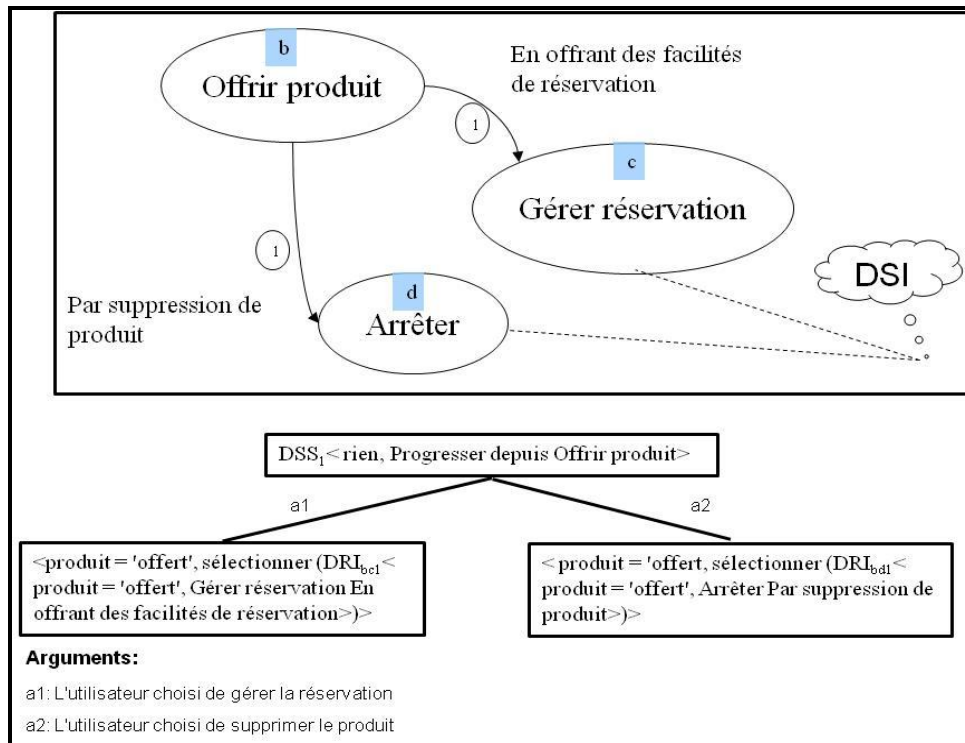 b
Offrir produit
En offrant des facilités
de réservation
1
c
Gérer réservation
1
DSI
Par suppression de
produit
d
Arrêter
DSS1< rien, Progresser depuis Offrir produit>
a1
a2
<produit = 'offert', sélectionner (DRIbc1<
produit = 'offert', Gérer réservation En
offrant des facilités de réservation>)>
< produit = 'offert, sélectionner (DRIbd1<
produit = 'offert', Arrêter Par suppression de
produit>)>
Arguments:
a1: L'utilisateur choisi de gérer la réservation
a2: L'utilisateur choisi de supprimer le produit